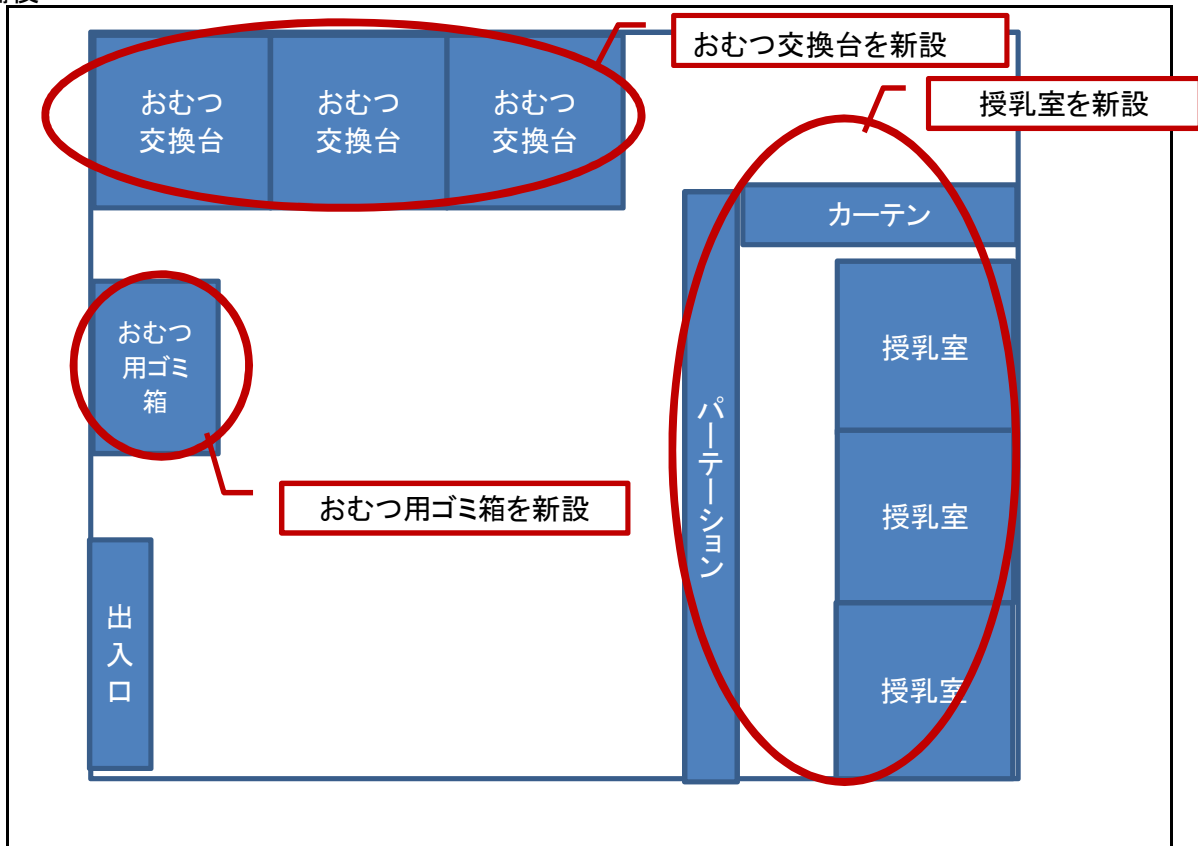 おむつ
交換台
おむつ
交換台
おむつ
交換台
おむつ交換台を新設
授乳室を新設
カーテン
おむつ
用ゴミ
箱
おむつ用ゴミ箱を新設
パーテーション
授乳室
授乳室
授乳室
出
入
口